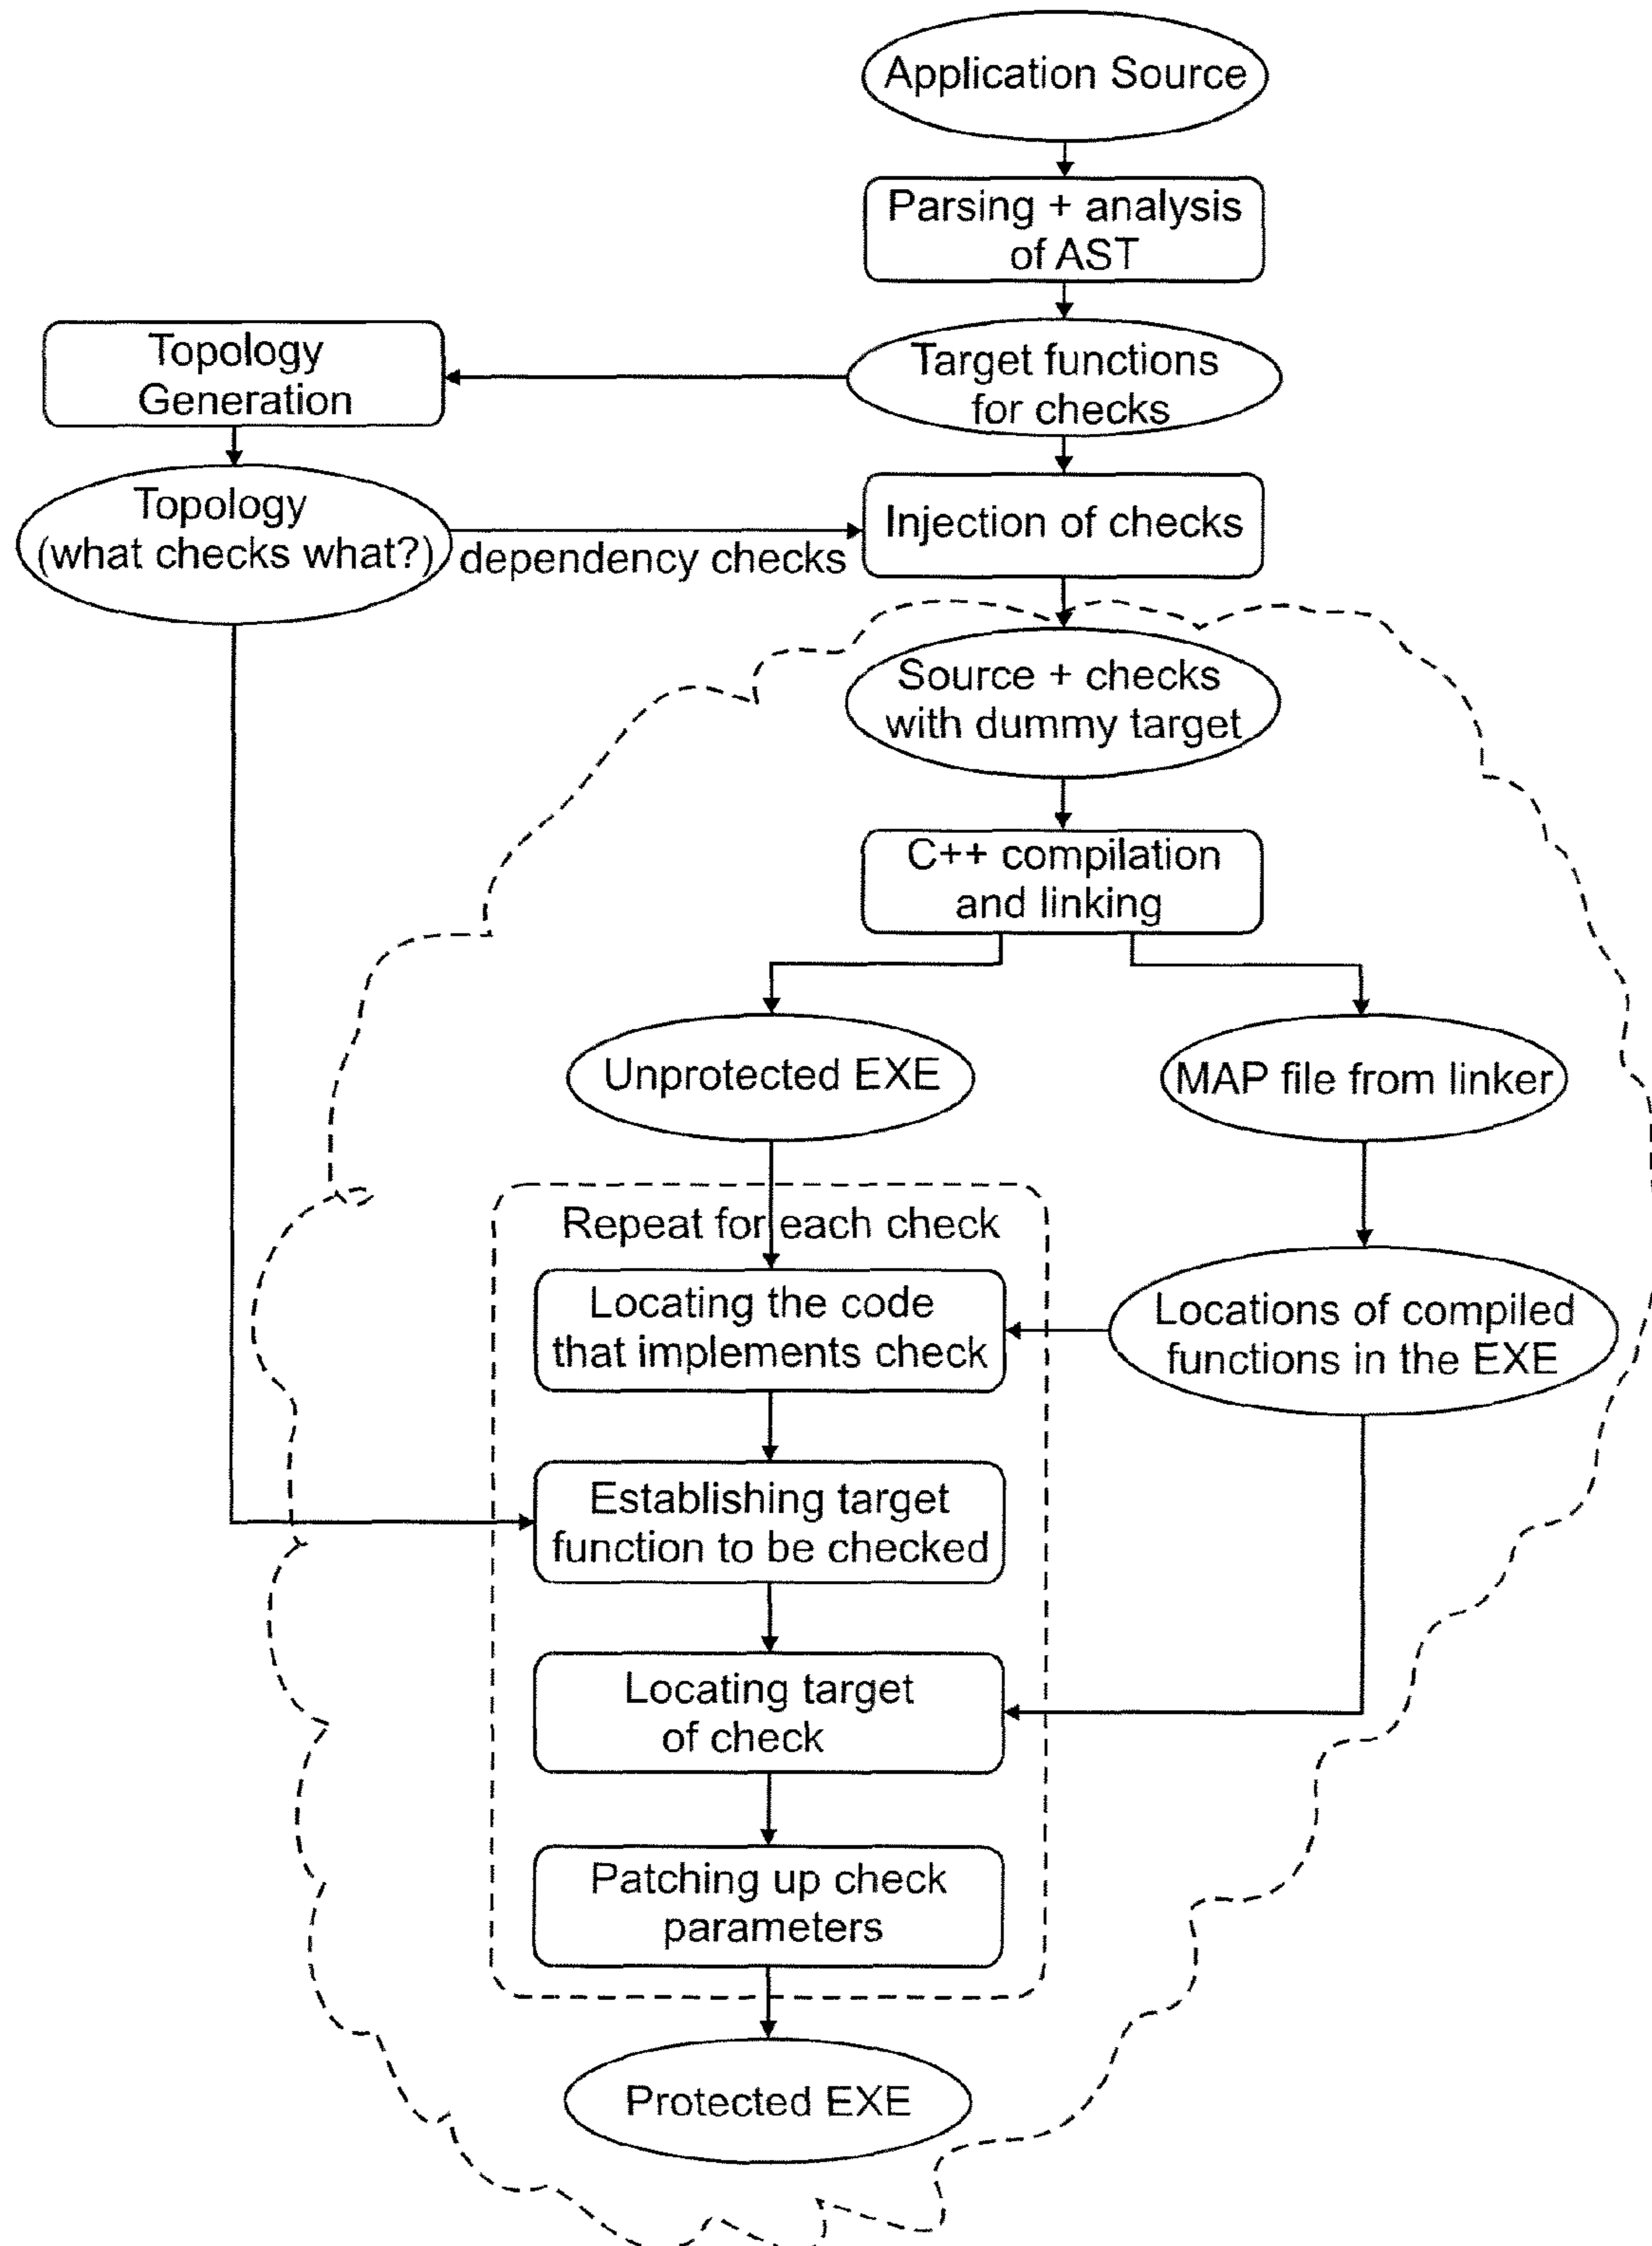 Application Source
Parsing + analysis
of AST
Topology
Generation
Target functions
for checks
Topology
(what checks what?)
dependency checks
Injection of checks
Source + checks
with dummy target
C++ compilation
and linking
Unprotected EXE
MAP file from linker
Repeat for each check
Locating the code
that implements check
Locations of compiled
functions in the EXE
Establishing target
function to be checked
Locating target
of check
Patching up check
parameters
Protected EXE